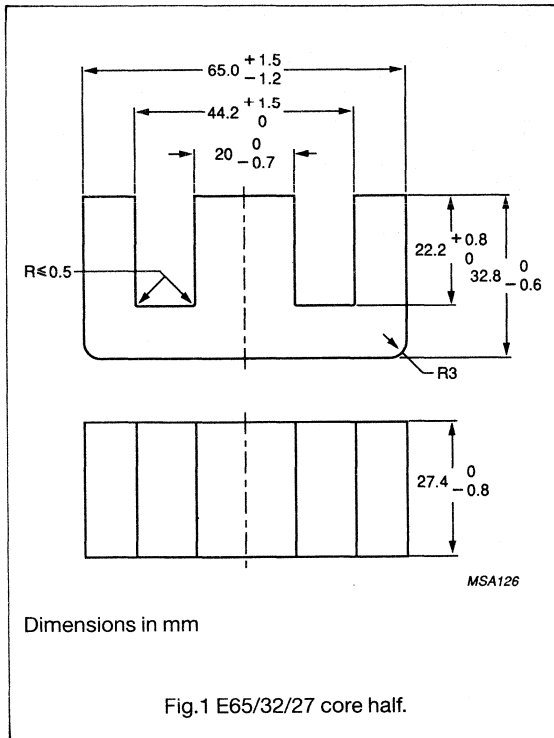 65.0 +1.5 −1.2
44.2 +1.5 0
20 0 −0.7
R≤0.5
22.2 +0.8 0
32.8 0 −0.6
R3
27.4 0 −0.8
MSA126
Dimensions in mm
Fig.1 E65/32/27 core half.